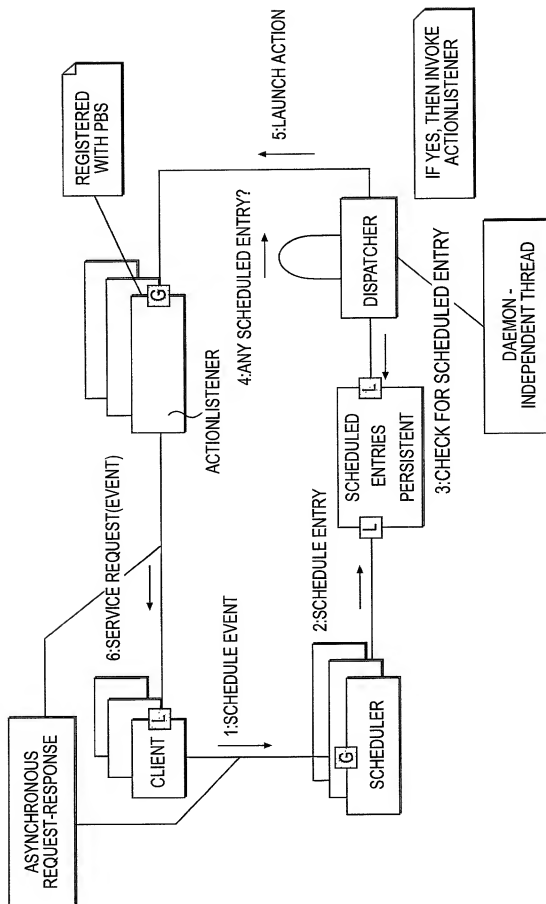 ASYNCHRONOUS
REQUEST-RESPONSE
6:SERVICE REQUEST(EVENT)
CLIENT
L
1:SCHEDULE EVENT
G
SCHEDULER
2:SCHEDULE ENTRY
L
SCHEDULED
ENTRIES
PERSISTENT
L
3:CHECK FOR SCHEDULED ENTRY
DISPATCHER
4:ANY SCHEDULED ENTRY?
ACTIONLISTENER
G
REGISTERED
WITH PBS
5:LAUNCH ACTION
IF YES, THEN INVOKE
ACTIONLISTENER
DAEMON -
INDEPENDENT THREAD